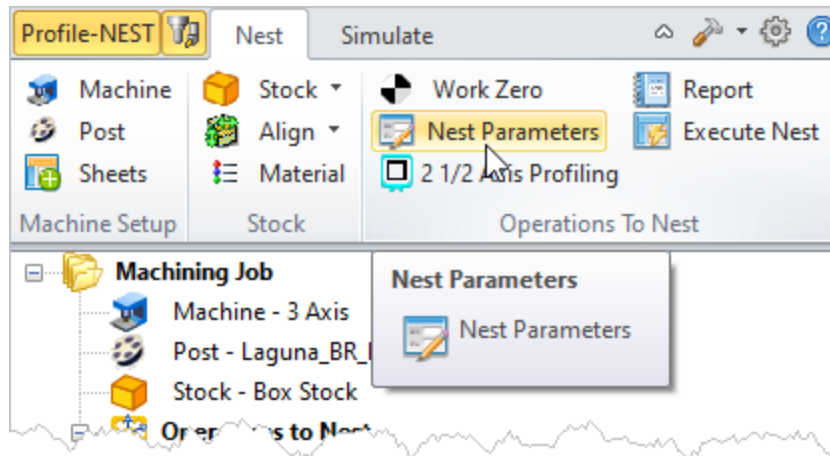 Profile-NEST Nest Simulate
Machine Stock Work Zero Report
Post Align Nest Parameters Execute Nest
Sheets Material 2 1/2 Axis Profiling
Machine Setup Stock Operations To Nest
Machining Job
Nest Parameters
Machine - 3 Axis
Nest Parameters
Post - Laguna_BR_
Stock - Box Stock
to Nest